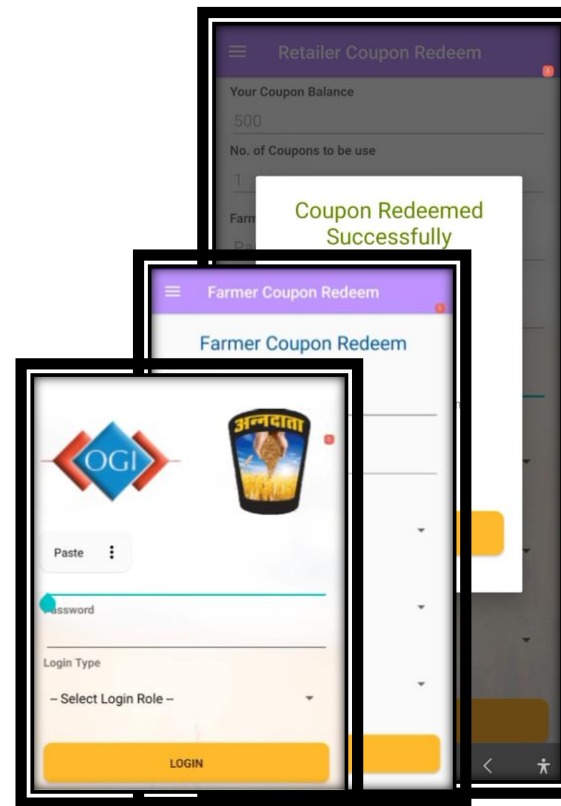 Retailer Coupon Redeem
Your Coupon Balance
500
No. of Coupons to be use
1
Coupon Redeemed
Successfully
Farmer Coupon Redeem
Farmer Coupon Redeem
OGI
अन्नदाता
Paste
Password
Login Type
-- Select Login Role --
LOGIN